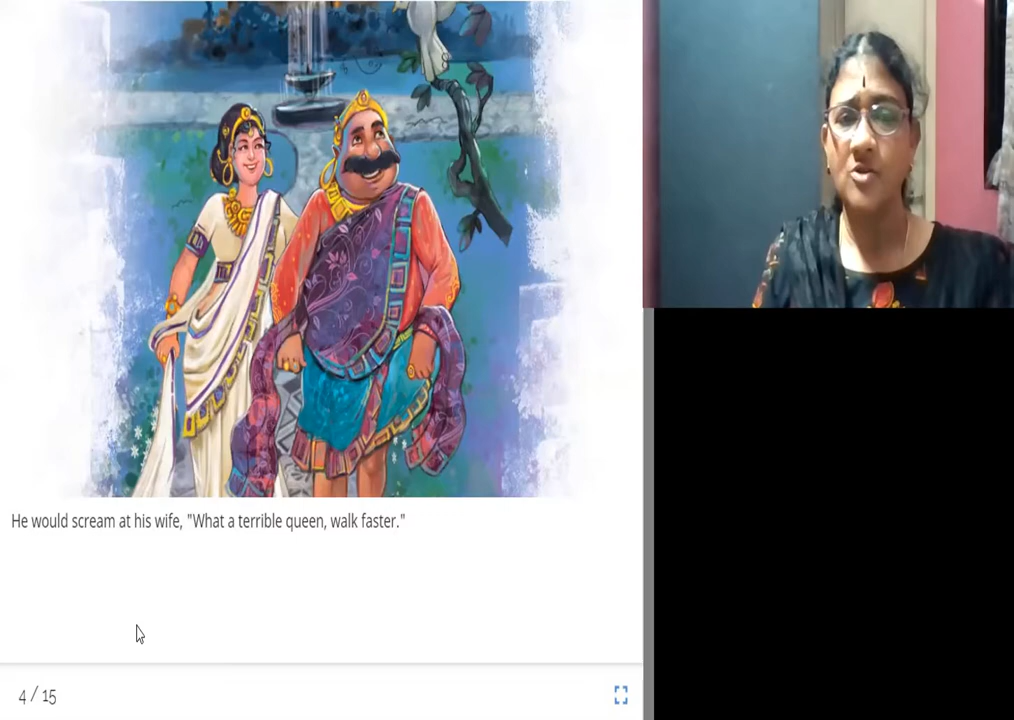 He would scream at his wife, "What a terrible queen, walk faster."
4 / 15